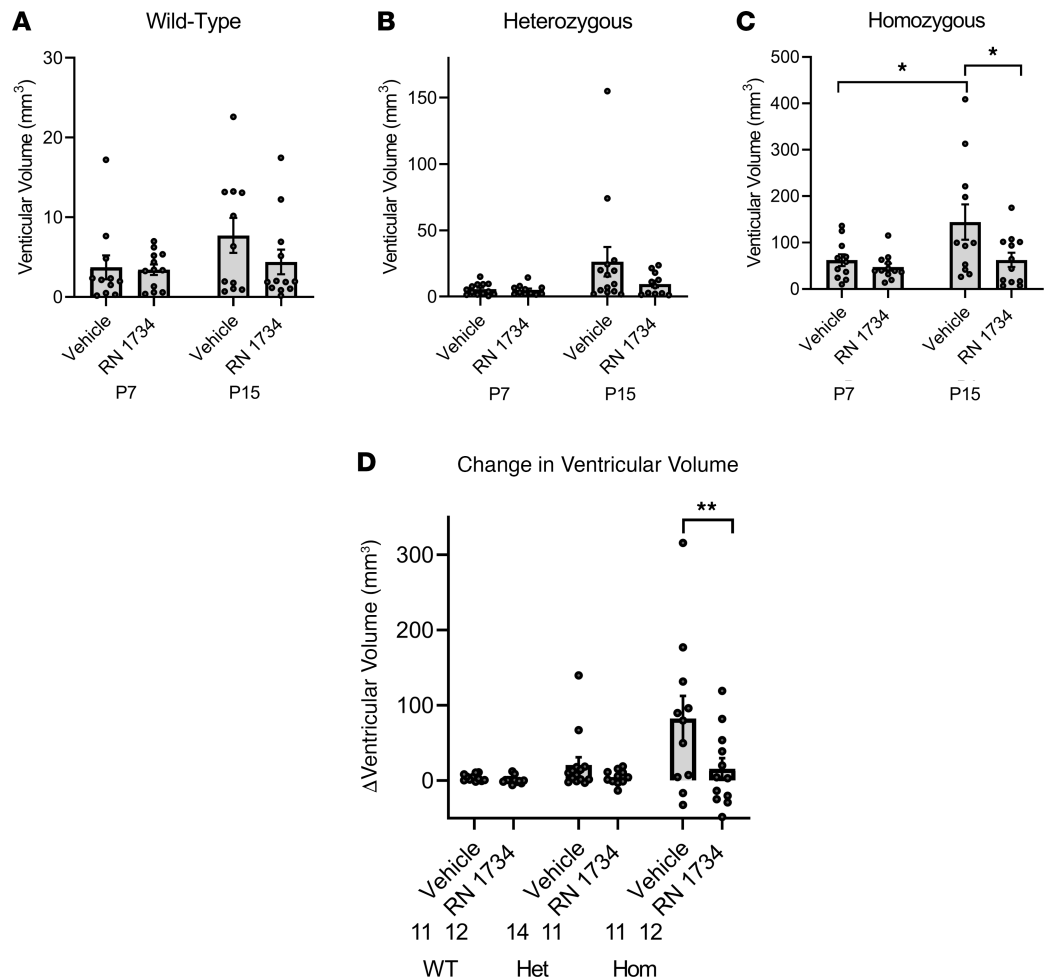 A
Wild-Type
Ventricular Volume (mm³)
30
20
10
0
Vehicle
RN 1734
Vehicle
RN 1734
P7
P15
B
Heterozygous
Ventricular Volume (mm³)
150
100
50
0
Vehicle
RN 1734
Vehicle
RN 1734
P7
P15
C
Homozygous
Ventricular Volume (mm³)
500
400
300
200
100
0
*
*
Vehicle
RN 1734
Vehicle
RN 1734
P7
P15
D
Change in Ventricular Volume
ΔVentricular Volume (mm³)
300
200
100
0
**
Vehicle
RN 1734
Vehicle
RN 1734
Vehicle
RN 1734
11 12 14 11 11 12
WT Het Hom